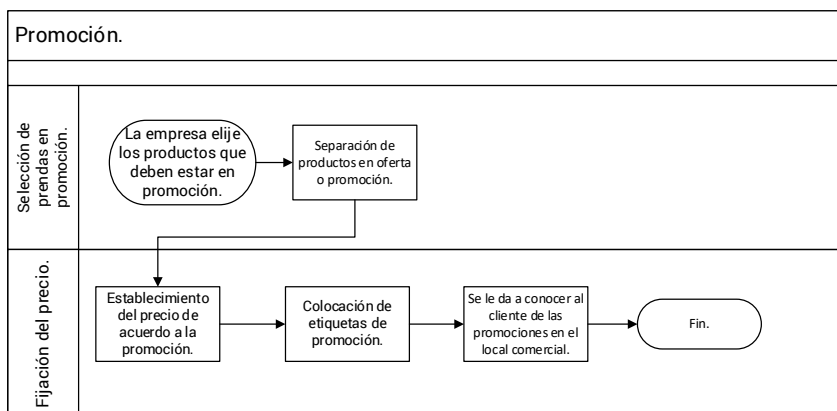 Promoción.
Selección de
prendas en
promoción.
La empresa elije
los productos que
deben estar en
promoción.
Separación de
productos en oferta
o promoción.
Fijación del precio.
Establecimiento
del precio de
acuerdo a la
promoción.
Colocación de
etiquetas de
promoción.
Se le da a conocer al
cliente de las
promociones en el
local comercial.
Fin.